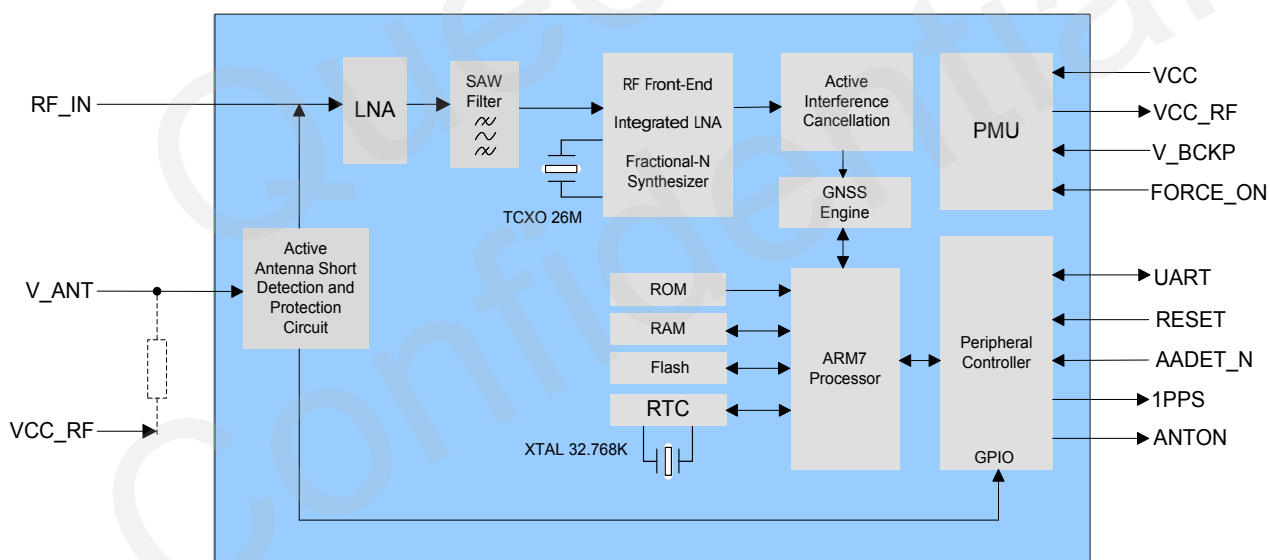 RF_IN
LNA
SAW
Filter
RF Front-End
Integrated LNA
Fractional-N
Synthesizer
TCXO 26M
Active
Interference
Cancellation
GNSS
Engine
PMU
VCC
VCC_RF
V_BCKP
FORCE_ON
V_ANT
VCC_RF
Active
Antenna Short
Detection and
Protection
Circuit
ROM
RAM
Flash
RTC
XTAL 32.768K
ARM7
Processor
Peripheral
Controller
GPIO
UART
RESET
AADET_N
1PPS
ANTON
Confidential